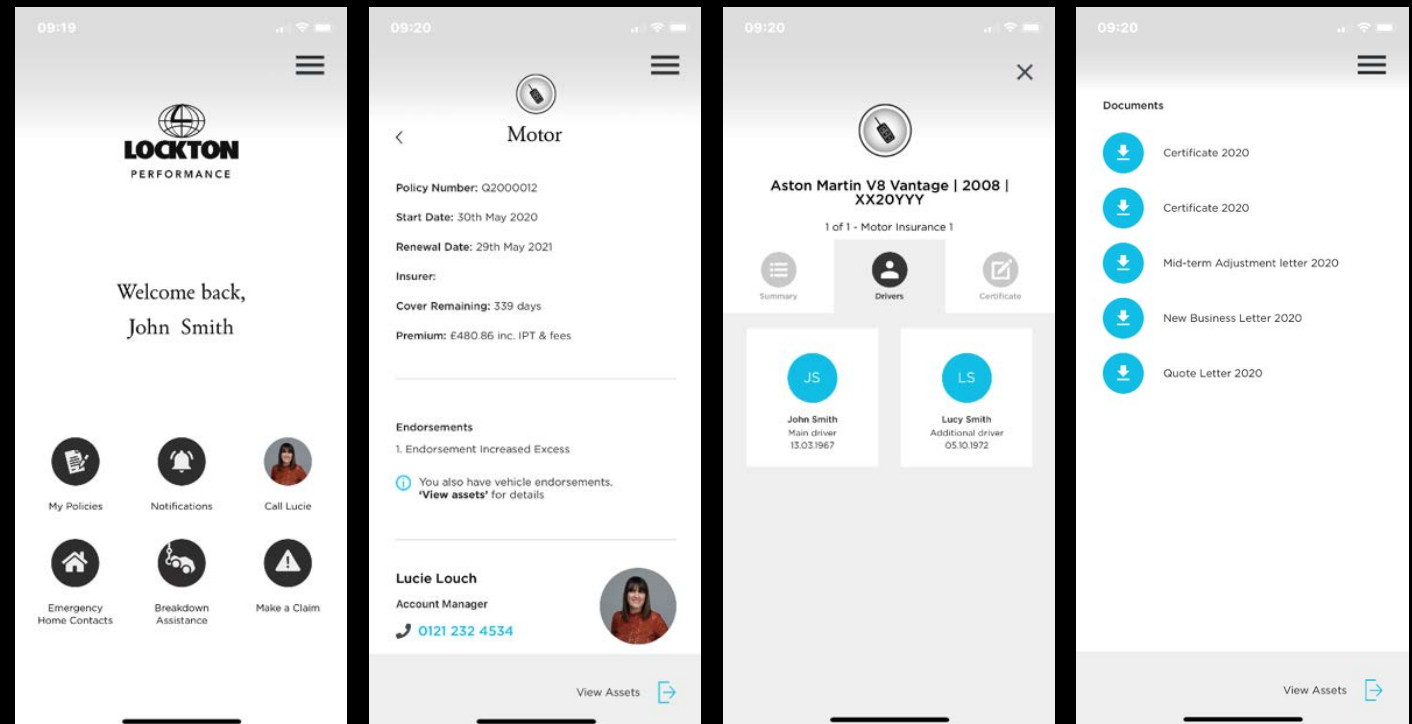 09:19
LOCKTON
PERFORMANCE
Welcome back,
John Smith
My Policies
Notifications
Call Lucie
Emergency
Home Contacts
Breakdown
Assistance
Make a Claim
09:20
Motor
Policy Number: Q2000012
Start Date: 30th May 2020
Renewal Date: 29th May 2021
Insurer:
Cover Remaining: 339 days
Premium: £480.86 inc. IPT & fees
Endorsements
1. Endorsement Increased Excess
You also have vehicle endorsements.
‘View assets’ for details
Lucie Louch
Account Manager
0121 232 4534
View Assets
09:20
Aston Martin V8 Vantage | 2008 |
XX20YYY
1 of 1 - Motor Insurance 1
Summary
Drivers
Certificate
JS
John Smith
Main driver
13.03.1967
LS
Lucy Smith
Additional driver
05.10.1972
09:20
Documents
Certificate 2020
Certificate 2020
Mid-term Adjustment letter 2020
New Business Letter 2020
Quote Letter 2020
View Assets